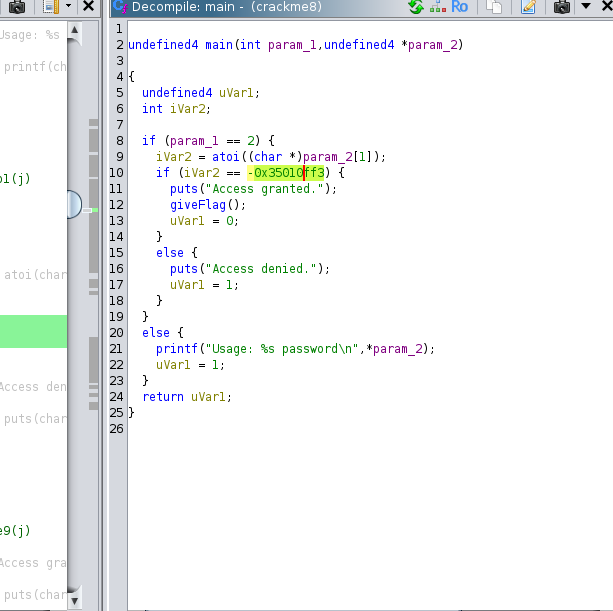 Decompile: main - (crackme8)
Ro
Usage: %s
printf(ch
o1(j)
atoi(char
Access den
puts(char
e9(j)
Access gra
puts(char
1
2 undefined4 main(int param_1,undefined4 *param_2)
3
4 {
5 undefined4 uVar1;
6 int iVar2;
7
8 if (param_1 == 2) {
9 iVar2 = atoi((char *)param_2[1]);
10 if (iVar2 == -0x35010ff3) {
11 puts("Access granted.");
12 giveFlag();
13 uVar1 = 0;
14 }
15 else {
16 puts("Access denied.");
17 uVar1 = 1;
18 }
19 }
20 else {
21 printf("Usage: %s password\n",*param_2);
22 uVar1 = 1;
23 }
24 return uVar1;
25 }
26